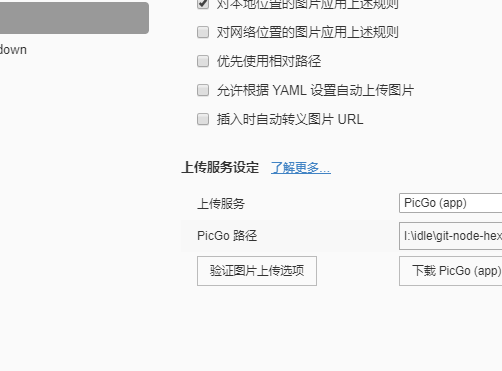 对本地位置的图片应用上述规则
对网络位置的图片应用上述规则
down
优先使用相对路径
允许根据 YAML 设置自动上传图片
插入时自动转义图片 URL
上传服务设定 了解更多...
上传服务 PicGo (app)
PicGo 路径 I:\idle\git-node-hex
验证图片上传选项 下载 PicGo (app)